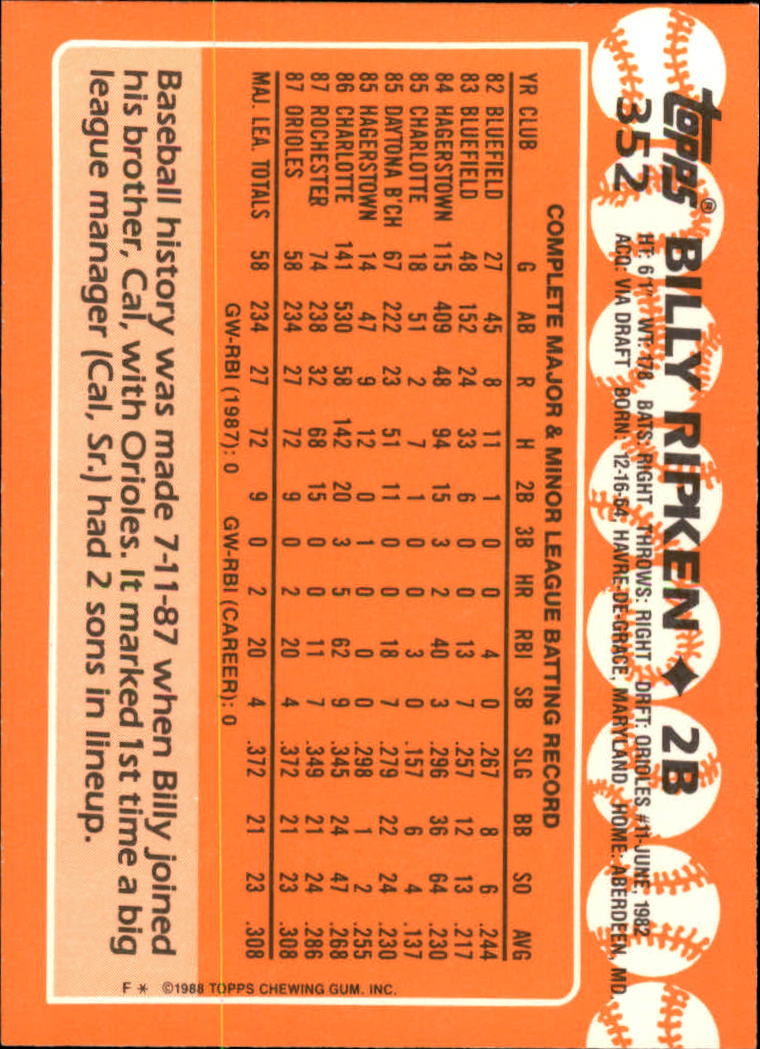 topps® BILLY RIPKEN ♦ 2B
352 HT: 6'1" WT: 178 BATS: RIGHT THROWS: RIGHT DRFT: ORIOLES #11-JUNE, 1982
ACQ: VIA DRAFT BORN: 12-16-64, HAVRE-DE-GRACE, MARYLAND HOME: ABERDEEN, MD.
COMPLETE MAJOR & MINOR LEAGUE BATTING RECORD
YR CLUB G AB R H 2B 3B HR RBI SB SLG BB SO AVG
82 BLUEFIELD 27 45 8 11 1 0 0 4 0 .267 8 6 .244
83 BLUEFIELD 48 152 24 33 6 0 0 13 7 .257 12 13 .217
84 HAGERSTOWN 115 409 48 94 15 3 2 40 3 .296 36 64 .230
85 CHARLOTTE 18 51 2 7 1 0 0 3 0 .157 6 4 .137
85 DAYTONA B'CH 67 222 23 51 11 0 0 18 7 .279 22 24 .230
85 HAGERSTOWN 14 47 9 12 0 1 0 0 0 .298 1 2 .255
86 CHARLOTTE 141 530 58 142 20 3 5 62 9 .345 24 47 .268
87 ROCHESTER 74 238 32 68 15 0 0 11 7 .349 21 24 .286
87 ORIOLES 58 234 27 72 9 0 2 20 4 .372 21 23 .308
MAJ. LEA. TOTALS 58 234 27 72 9 0 2 20 4 .372 21 23 .308
GW-RBI (1987): 0 GW-RBI (CAREER): 0
Baseball history was made 7-11-87 when Billy joined
his brother, Cal, with Orioles. It marked 1st time a big
league manager (Cal, Sr.) had 2 sons in lineup.
F * ©1988 TOPPS CHEWING GUM. INC.